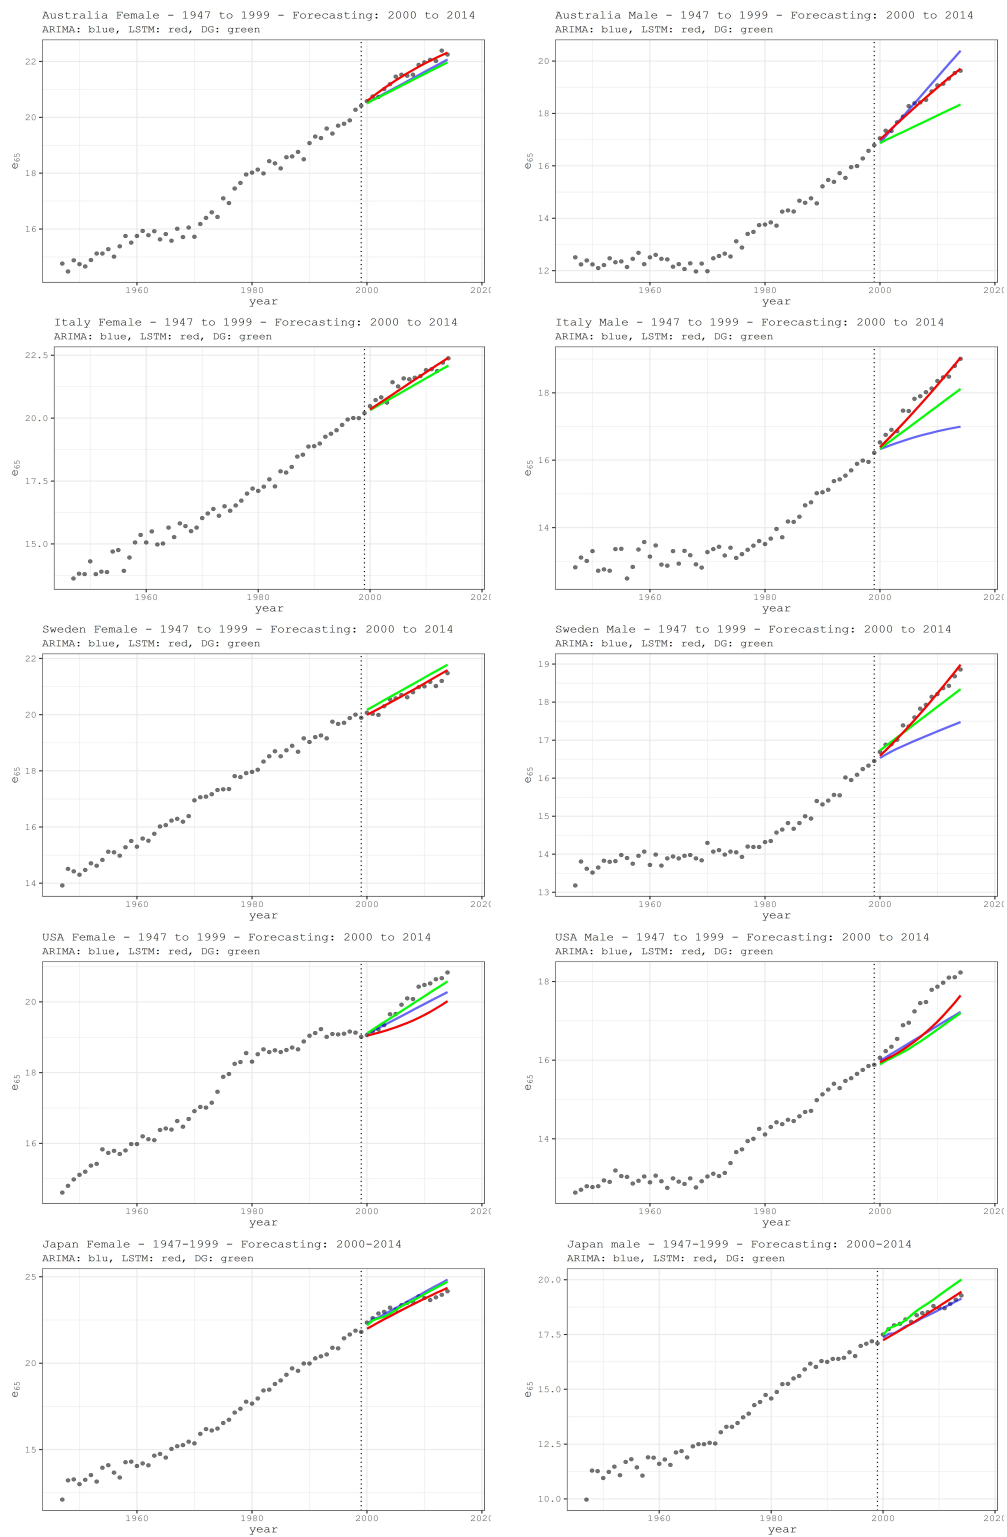 Australia Female - 1947 to 1999 - Forecasting: 2000 to 2014
ARIMA: blue, LSTM: red, DG: green
22
20
18
16
e65
1960
1980
2000
2020
year
Australia Male - 1947 to 1999 - Forecasting: 2000 to 2014
ARIMA: blue, LSTM: red, DG: green
20
18
16
14
12
e65
1960
1980
2000
2020
year
Italy Female - 1947 to 1999 - Forecasting: 2000 to 2014
ARIMA: blue, LSTM: red, DG: green
22.5
20.0
17.5
15.0
e65
1960
1980
2000
2020
year
Italy Male - 1947 to 1999 - Forecasting: 2000 to 2014
ARIMA: blue, LSTM: red, DG: green
18
16
14
e65
1960
1980
2000
2020
year
Sweden Female - 1947 to 1999 - Forecasting: 2000 to 2014
ARIMA: blue, LSTM: red, DG: green
22
20
18
16
14
e65
1960
1980
2000
2020
year
Sweden Male - 1947 to 1999 - Forecasting: 2000 to 2014
ARIMA: blue, LSTM: red, DG: green
19
18
17
16
15
14
13
e65
1960
1980
2000
2020
year
USA Female - 1947 to 1999 - Forecasting: 2000 to 2014
ARIMA: blue, LSTM: red, DG: green
20
18
16
e65
1960
1980
2000
2020
year
USA Male - 1947 to 1999 - Forecasting: 2000 to 2014
ARIMA: blue, LSTM: red, DG: green
18
16
14
e65
1960
1980
2000
2020
year
Japan Female - 1947-1999 - Forecasting: 2000-2014
ARIMA: blu, LSTM: red, DG: green
25
20
15
e65
1960
1980
2000
2020
year
Japan male - 1947-1999 - Forecasting: 2000-2014
ARIMA: blue, LSTM: red, DG: green
20.0
17.5
15.0
12.5
10.0
e65
1960
1980
2000
2020
year